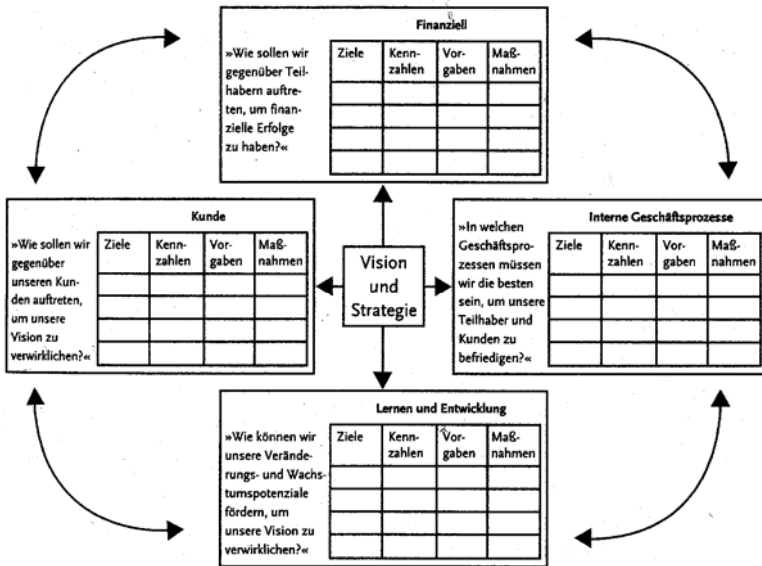 Finanziell
»Wie sollen wir
gegenüber Teil-
habern auftre-
ten, um finan-
zielle Erfolge
zu haben?«
Ziele Kenn- Vor- Maß-
zahlen gaben nahmen
Kunde
»Wie sollen wir
gegenüber
unseren Kun-
den auftreten,
um unsere
Vision zu
verwirklichen?«
Ziele Kenn- Vor- Maß-
zahlen gaben nahmen
Vision
und
Strategie
Interne Geschäftsprozesse
»In welchen
Geschäftspro-
zessen müssen
wir die besten
sein, um unsere
Teilhaber und
Kunden zu
befriedigen?«
Ziele Kenn- Vor- Maß-
zahlen gaben nahmen
Lernen und Entwicklung
»Wie können wir
unsere Verände-
rungs- und Wachs-
tumspotenziale
fördern, um
unsere Vision zu
verwirklichen?«
Ziele Kenn- Vor- Maß-
zahlen gaben nahmen